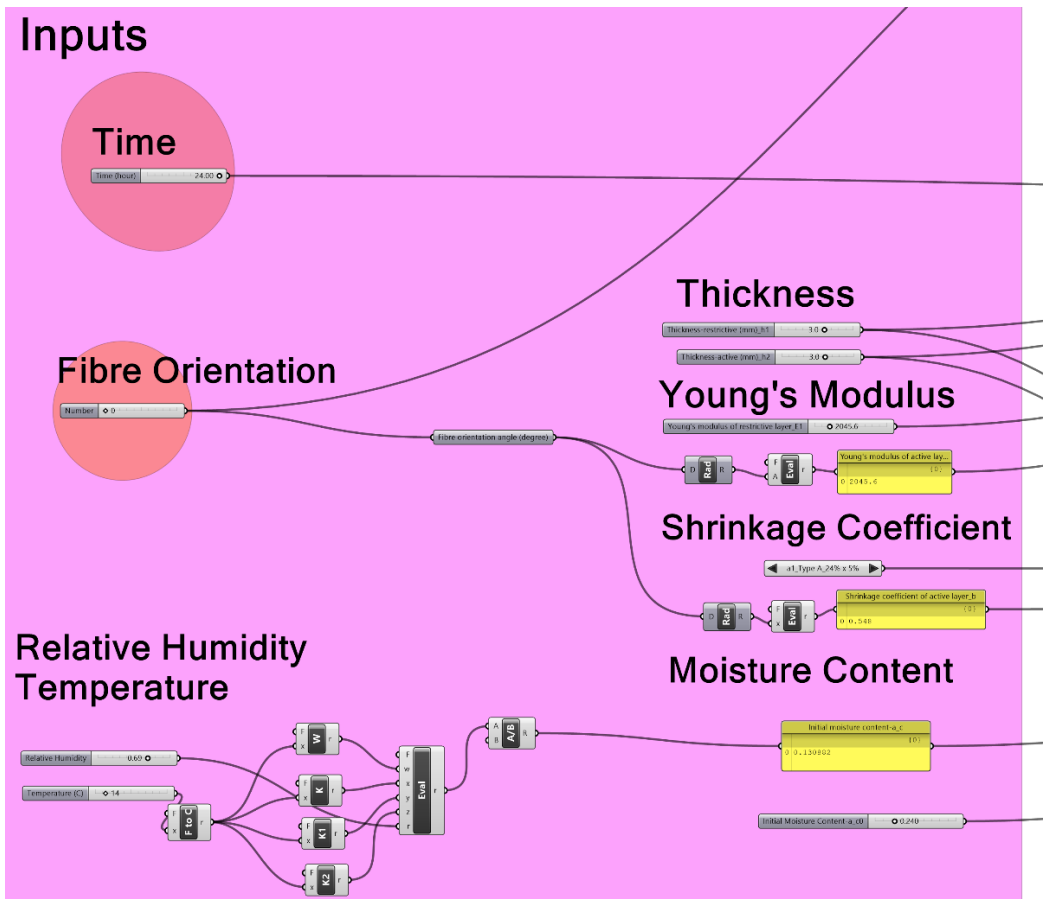 Inputs
Time
Time (hour) 24.00
Thickness
Thickness-restrictive (mm)_h1 3.0
Thickness-active (mm)_h2 3.0
Fibre Orientation
Number 0
Young's Modulus
Young's modulus of restrictive layer_E1 2045.6
Fibre orientation angle (degree)
D Rad R
F A Eval r
Young's modulus of active lay...
{0}
0 2045.6
Shrinkage Coefficient
a1_Type A_24% x 5%
D Rad R
F x Eval r
Shrinkage coefficient of active layer_b
{0}
0 0.548
Relative Humidity
Temperature
Moisture Content
Relative Humidity 0.69
Temperature (C) 14
F x F to C r
F x W r
F x K r
F x K1 r
F x K2 r
F w x y z r Eval r
A B A/B R
Initial moisture content-a_c
{0}
0 0.130882
Initial Moisture Content-a_c0 0.240